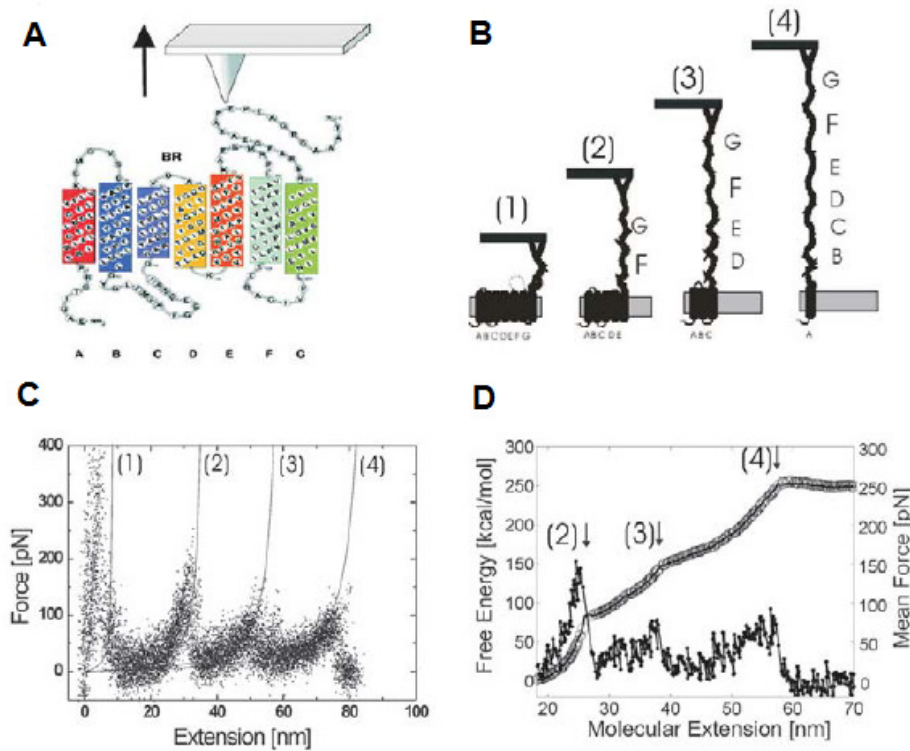 A
BR
A B C D E F G
B
(1)
(2)
(3)
(4)
G
F
G
F
E
D
G
F
E
D
C
B
ABCDEFG
ABC DE
ABC
A
C
Force [pN]
400
300
200
100
0
(1)
(2)
(3)
(4)
0 20 40 60 80 100
Extension [nm]
D
Free Energy [kcal/mol]
300
250
200
150
100
50
0
(2)
(3)
(4)
300
250
200
150
100
50
0
Mean Force [pN]
20 30 40 50 60 70
Molecular Extension [nm]